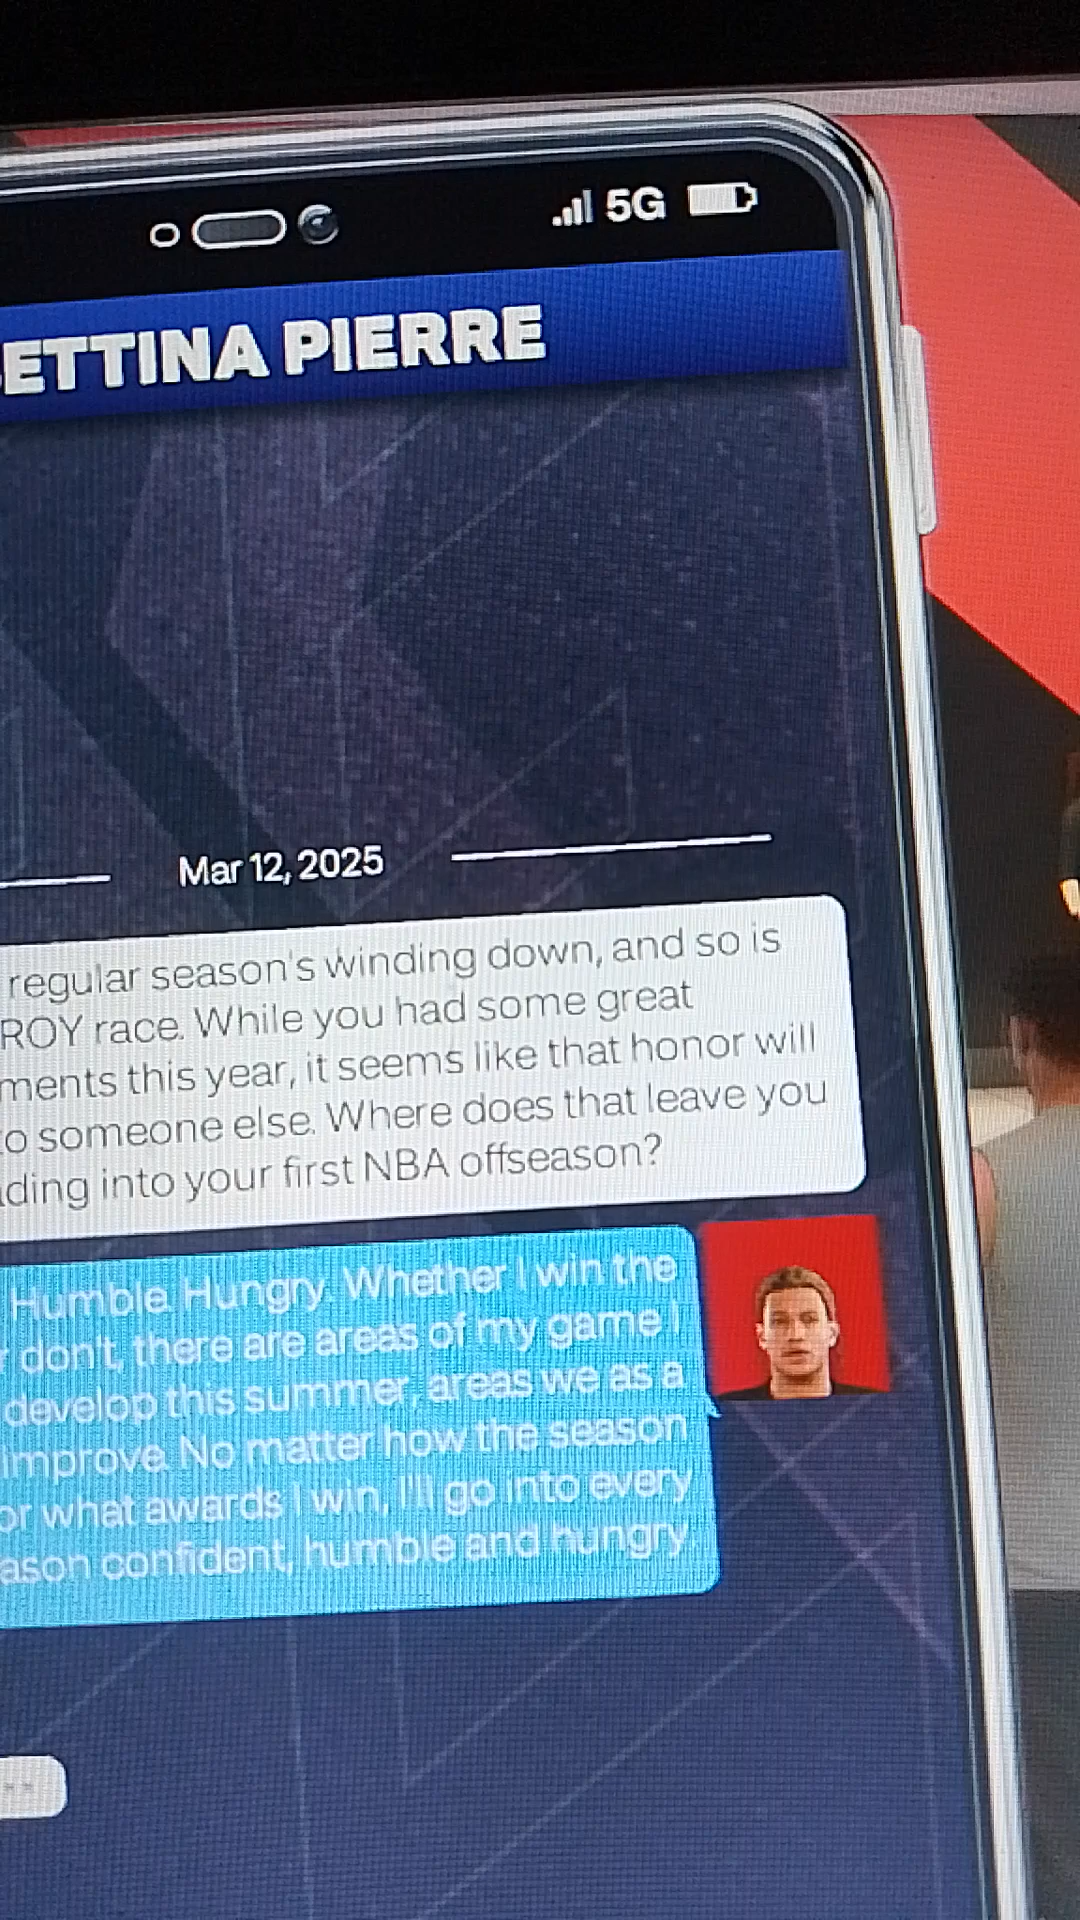 5G
ETTINA PIERRE
Mar 12, 2025
regular season's winding down, and so is
ROY race. While you had some great
ments this year, it seems like that honor will
o someone else. Where does that leave you
ding into your first NBA offseason?
Humble. Hungry. Whether I win the
don't, there are areas of my game I
develop this summer, areas we as a
improve. No matter how the season
or what awards I win, I'll go into every
ason confident, humble and hungry.